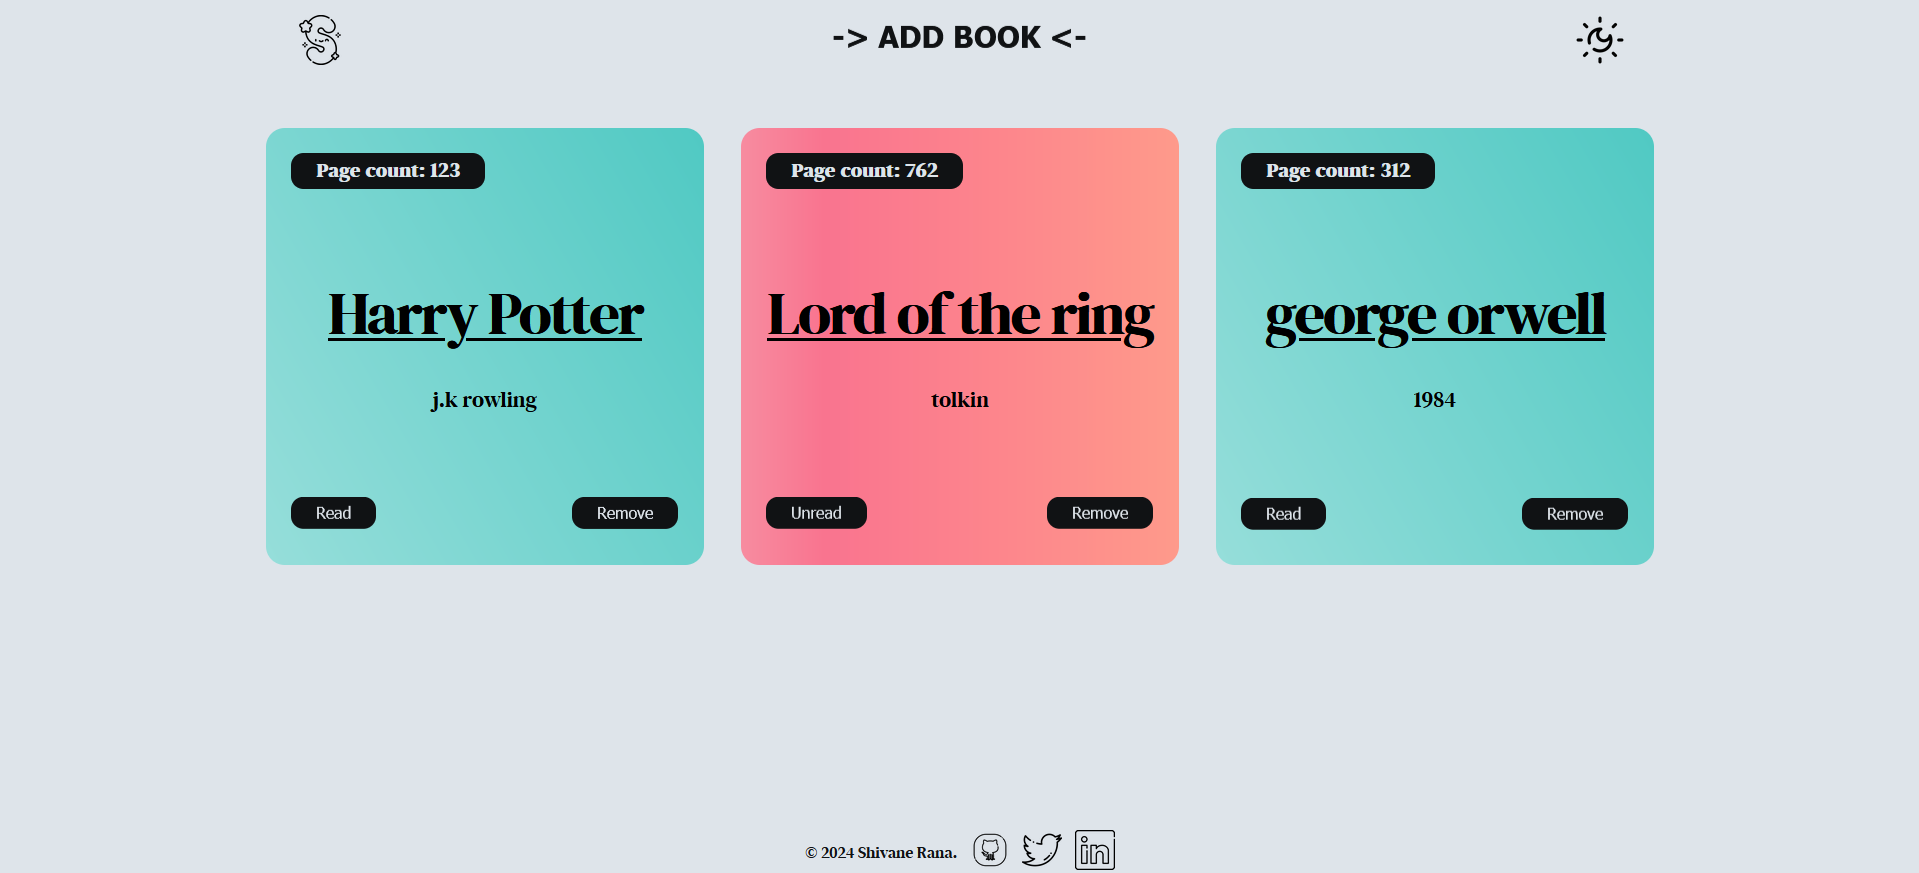 -> ADD BOOK <-
Page count: 123
Harry Potter
j.k rowling
Read
Remove
Page count: 762
Lord of the ring
tolkin
Unread
Remove
Page count: 312
george orwell
1984
Read
Remove
© 2024 Shivane Rana.
in